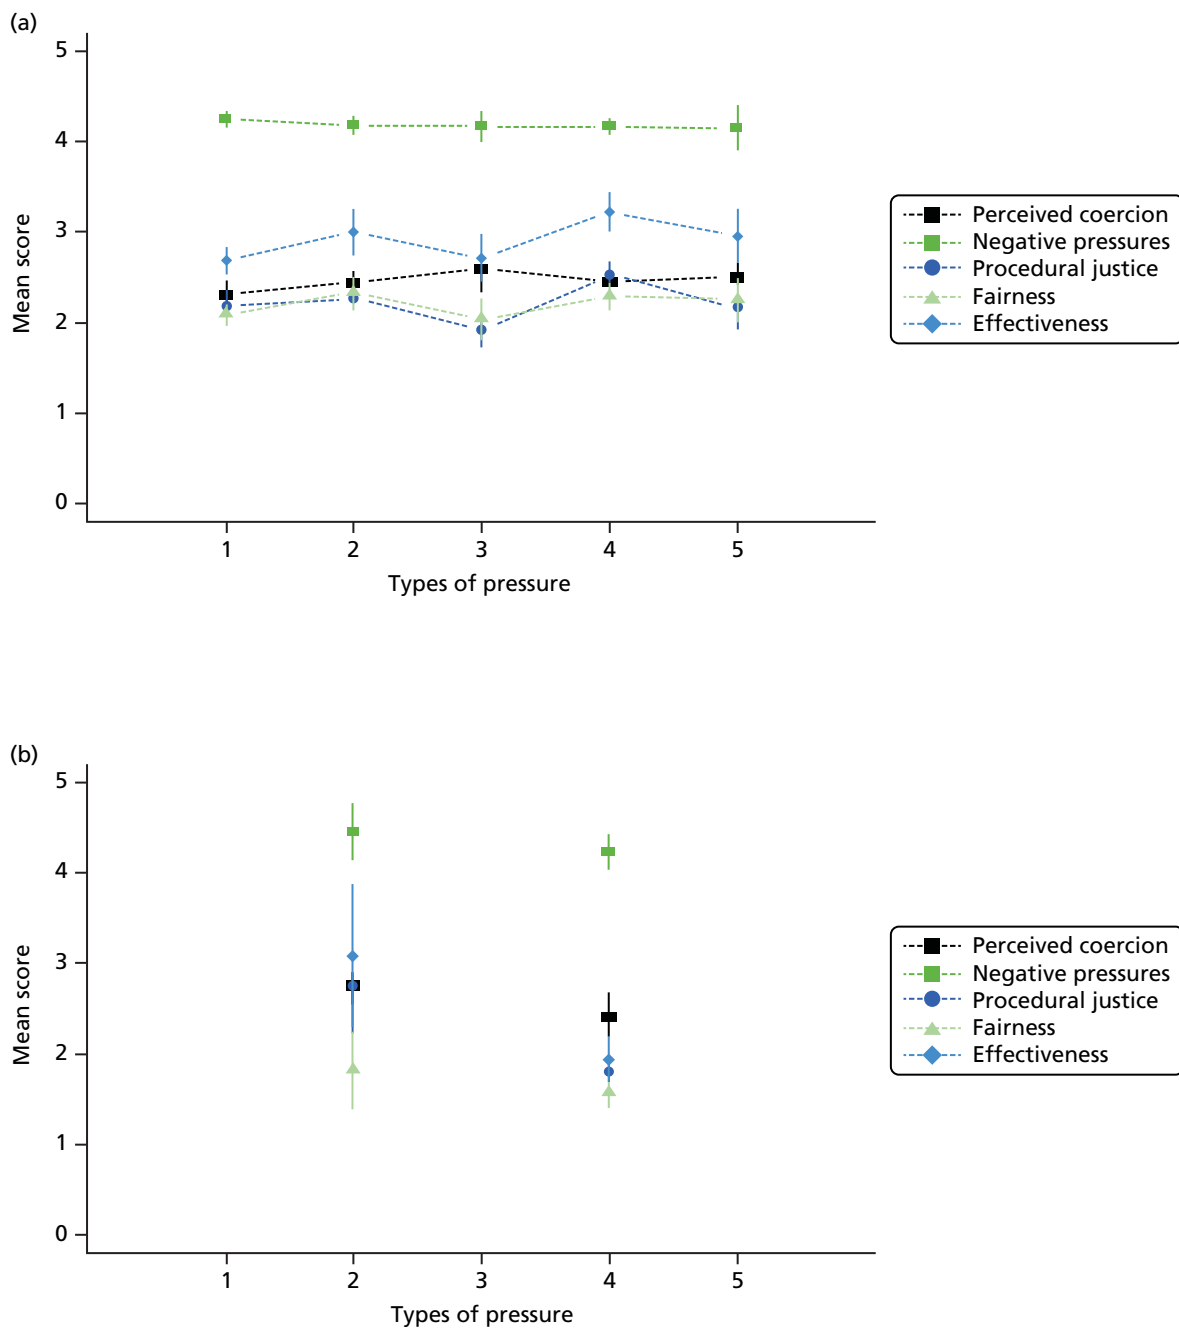 (a)
5
4
3
2
1
0
Mean score
1 2 3 4 5
Types of pressure
Perceived coercion
Negative pressures
Procedural justice
Fairness
Effectiveness
(b)
5
4
3
2
1
0
Mean score
1 2 3 4 5
Types of pressure
Perceived coercion
Negative pressures
Procedural justice
Fairness
Effectiveness